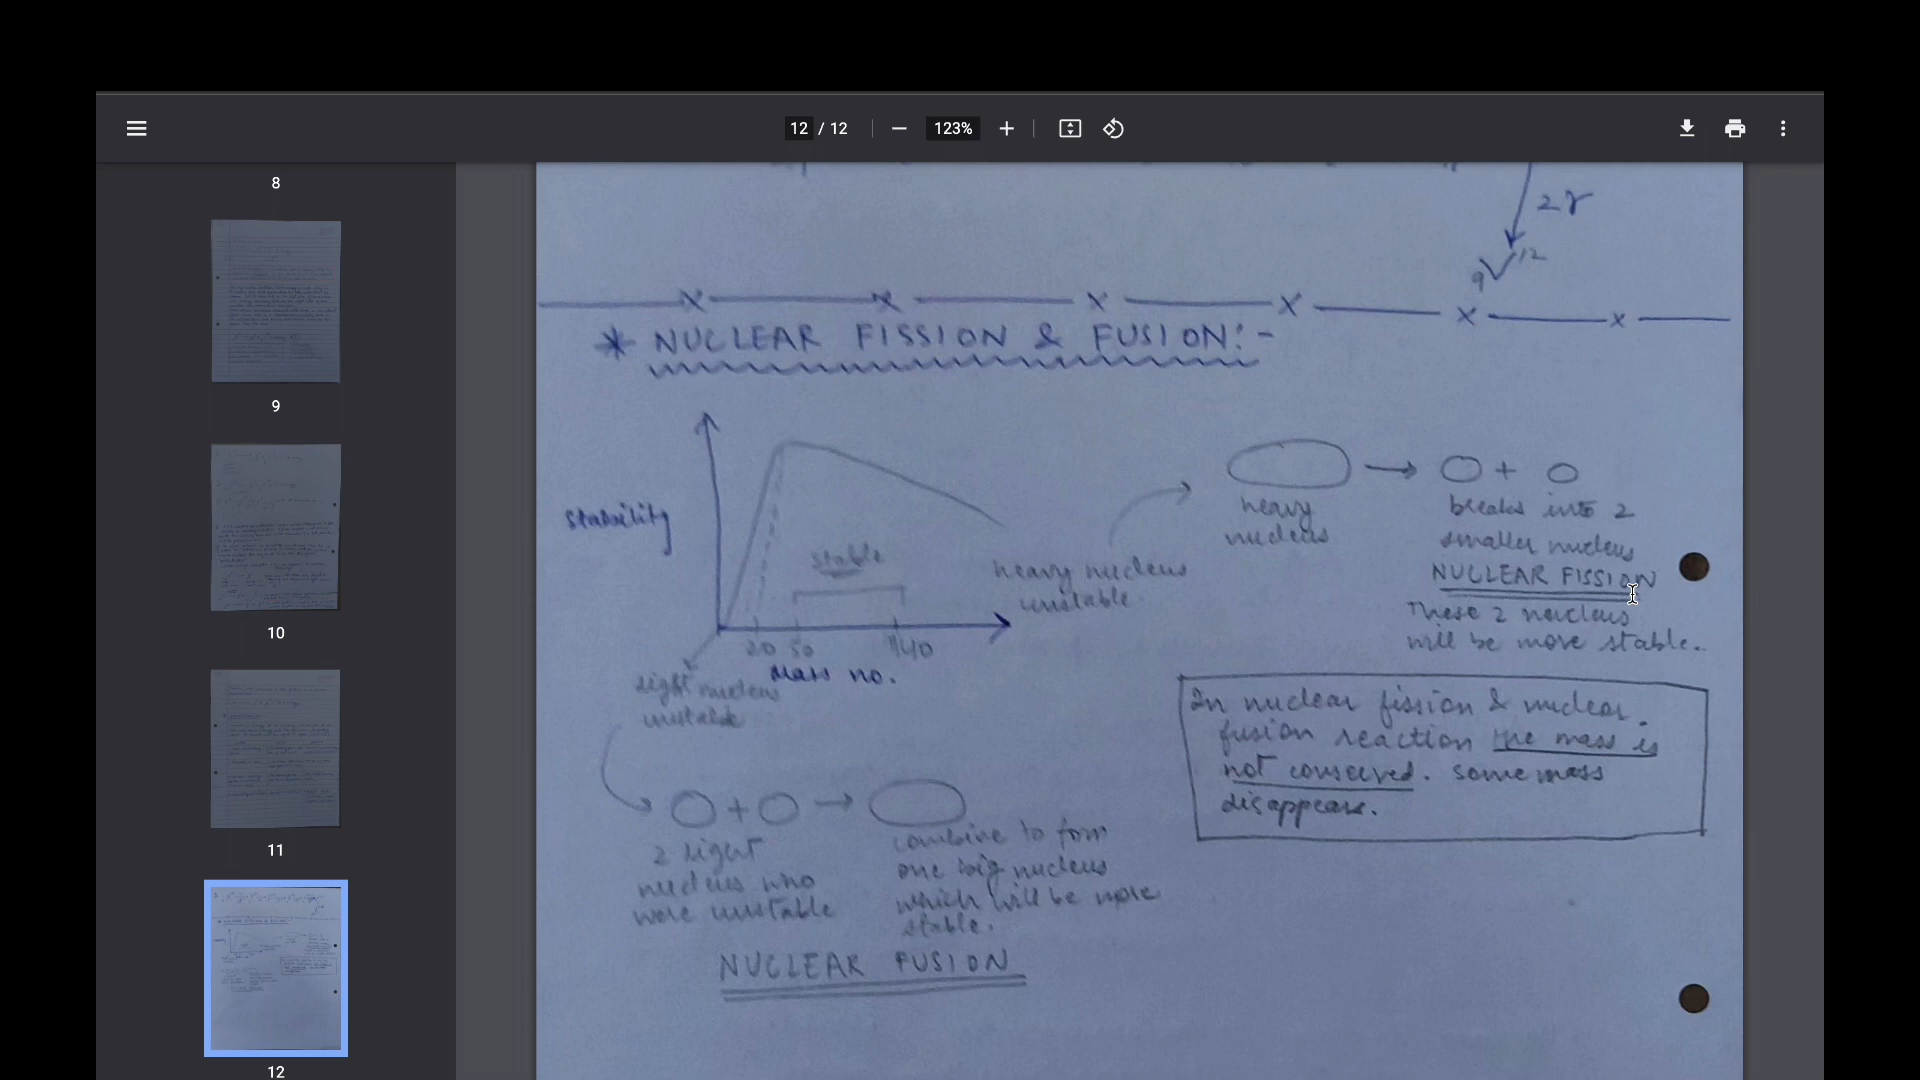 12 / 12
123%
8
9
10
11
12
2γ
9V12
* NUCLEAR FISSION & FUSION:-
stability
stable
20 50 140
Mass no.
light nucleus
unstable
heavy nucleus
unstable
heavy
nucleus
breaks into 2
smaller nucleus
NUCLEAR FISSION
These 2 nucleus
will be more stable.
In nuclear fission & nuclear
fusion reaction the mass is
not conserved. some mass
disappears.
○ + ○ → ○
2 light
nucleus who
were unstable
combine to form
one big nucleus
which will be more
stable.
NUCLEAR FUSION